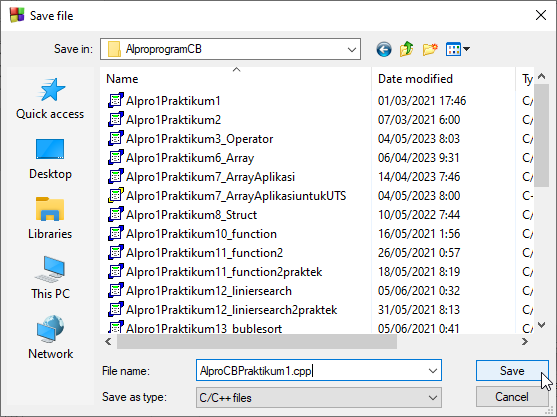 Save file
Save in: AlproprogramCB
Name Date modified Ty
Alpro1Praktikum1 01/03/2021 17:46 C/
Quick access
Alpro1Praktikum2 07/03/2021 6:00 C/
Alpro1Praktikum3_Operator 04/05/2023 8:03 C/
Alpro1Praktikum6_Array 06/04/2023 9:31 C/
Desktop
Alpro1Praktikum7_ArrayAplikasi 14/04/2023 7:46 C/
Alpro1Praktikum7_ArrayAplikasiuntukUTS 04/05/2023 8:00 C-
Alpro1Praktikum8_Struct 10/05/2022 7:44 C/
Libraries
Alpro1Praktikum10_function 16/05/2021 1:56 C/
Alpro1Praktikum11_function2 26/05/2021 0:57 C/
Alpro1Praktikum11_function2praktek 18/05/2021 8:19 C/
This PC
Alpro1Praktikum12_liniersearch 05/06/2021 0:32 C/
Alpro1Praktikum12_liniersearch2praktek 31/05/2021 8:13 C/
Alpro1Praktikum13_bublesort 05/06/2021 0:41 C/
Network
File name: AlproCBPraktikum1.cpp Save
Save as type: C/C++ files Cancel